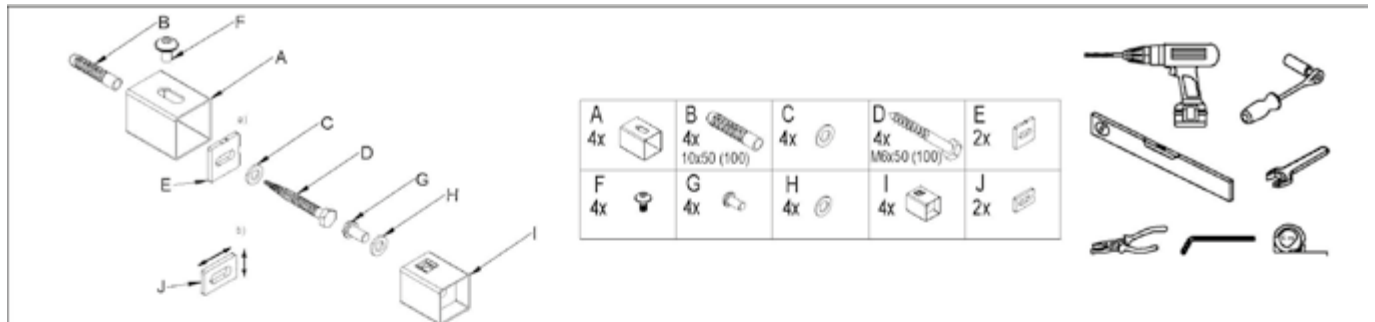 B
F
A
a)
C
D
E
G
H
b)
I
J
A B C D E
4x 4x 4x 4x 2x
10x50 (100) M6x50 (100)
F G H I J
4x 4x 4x 4x 2x